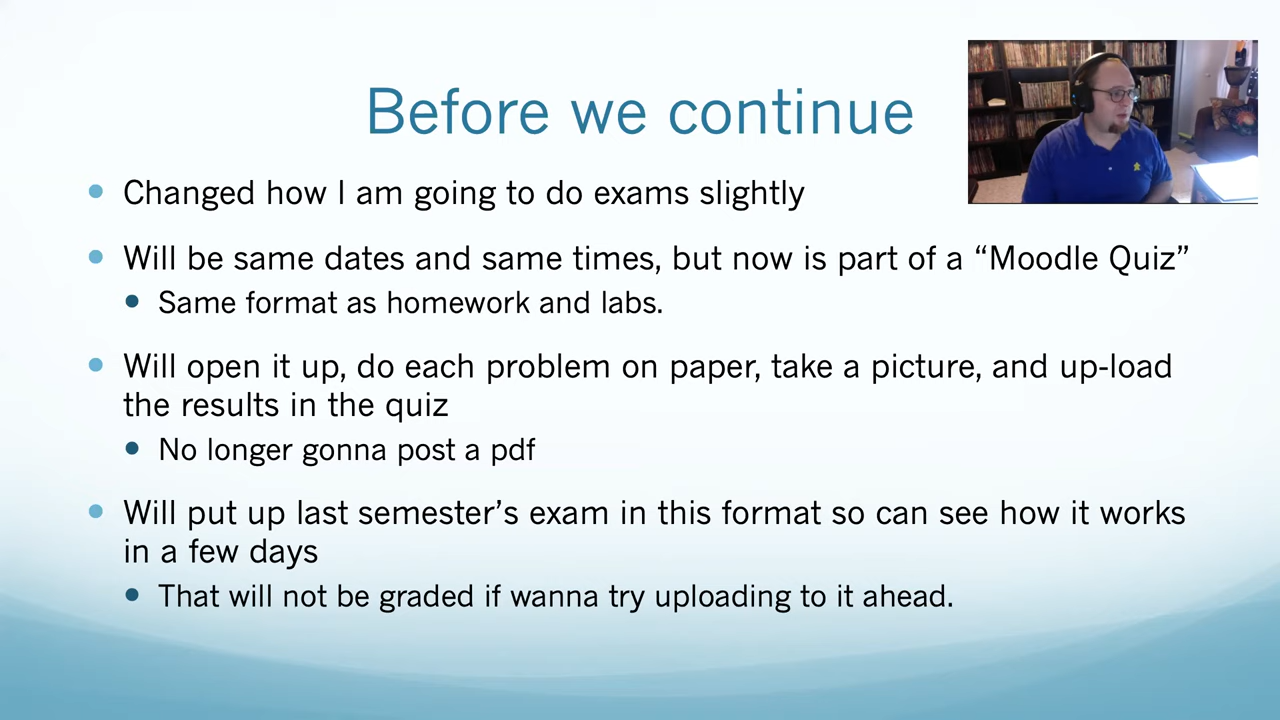 Before we continue
Changed how I am going to do exams slightly
Will be same dates and same times, but now is part of a “Moodle Quiz”
Same format as homework and labs.
Will open it up, do each problem on paper, take a picture, and up-load
the results in the quiz
No longer gonna post a pdf
Will put up last semester’s exam in this format so can see how it works
in a few days
That will not be graded if wanna try uploading to it ahead.